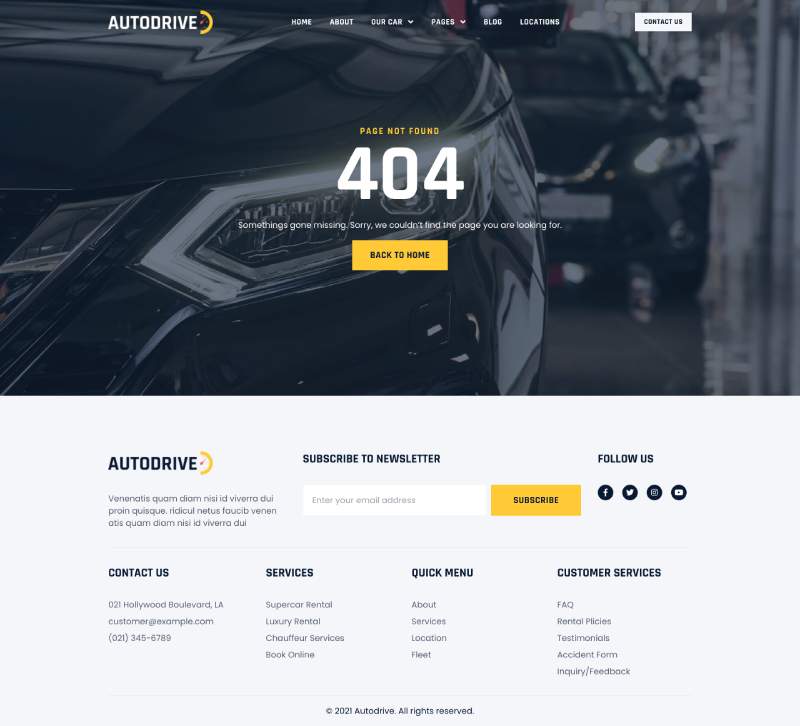 AUTODRIVE
HOME ABOUT OUR CAR PAGES BLOG LOCATIONS CONTACT US
PAGE NOT FOUND
404
Somethings gone missing. Sorry, we couldn't find the page you are looking for.
BACK TO HOME
AUTODRIVE
Venenatis quam diam nisi id viverra dui
proin quisque. ridicul netus faucib venen
atis quam diam nisi id viverra dui
SUBSCRIBE TO NEWSLETTER
Enter your email address SUBSCRIBE
FOLLOW US
CONTACT US
021 Hollywood Boulevard, LA
customer@example.com
(021) 345-6789
SERVICES
Supercar Rental
Luxury Rental
Chauffeur Services
Book Online
QUICK MENU
About
Services
Location
Fleet
CUSTOMER SERVICES
FAQ
Rental Plicies
Testimonials
Accident Form
Inquiry/Feedback
© 2021 Autodrive. All rights reserved.